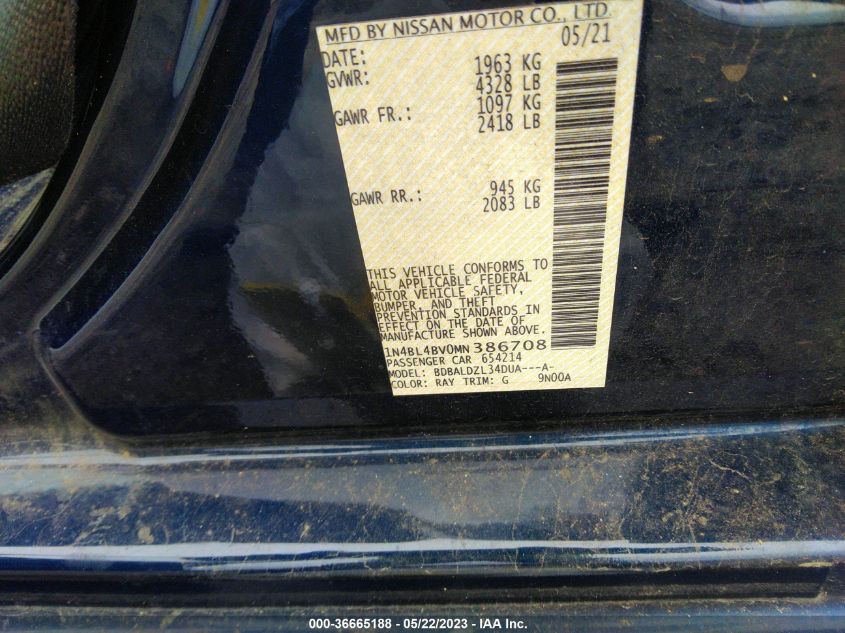 MFD BY NISSAN MOTOR CO., LTD.
DATE: 05/21
GVWR: 1963 KG
4328 LB
GAWR FR.: 1097 KG
2418 LB
GAWR RR.: 945 KG
2083 LB
THIS VEHICLE CONFORMS TO
ALL APPLICABLE FEDERAL
MOTOR VEHICLE SAFETY,
BUMPER, AND THEFT
PREVENTION STANDARDS IN
EFFECT ON THE DATE OF
MANUFACTURE SHOWN ABOVE.
1N4BL4BV0MN386708
PASSENGER CAR 654214
MODEL: BDBALDZL34DUA---A-
COLOR: RAY TRIM: G 9N00A
000-36665188 - 05/22/2023 - 000-IMG_5